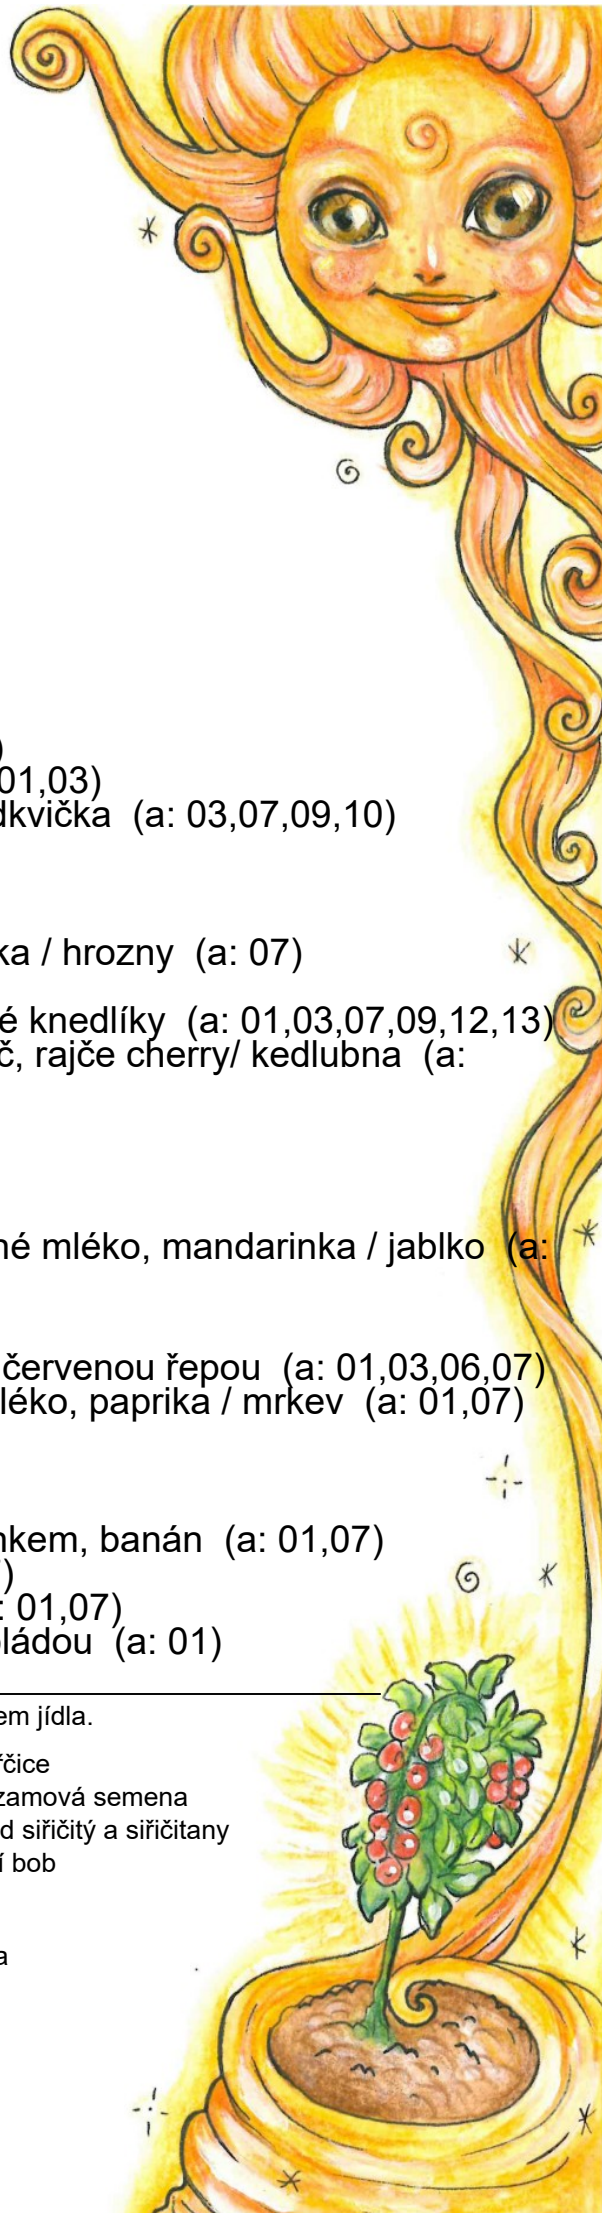 )
01,03)
dkvička (a: 03,07,09,10)
ka / hrozny (a: 07)
é knedlíky (a: 01,03,07,09,12,13)
č, rajče cherry/ kedlubna (a:
né mléko, mandarinka / jablko (a:
červenou řepou (a: 01,03,06,07)
léko, paprika / mrkev (a: 01,07)
nkem, banán (a: 01,07)
)
: 01,07)
oládou (a: 01)
em jídla.
řčice
zamová semena
d siřičitý a siřičitany
í bob
a